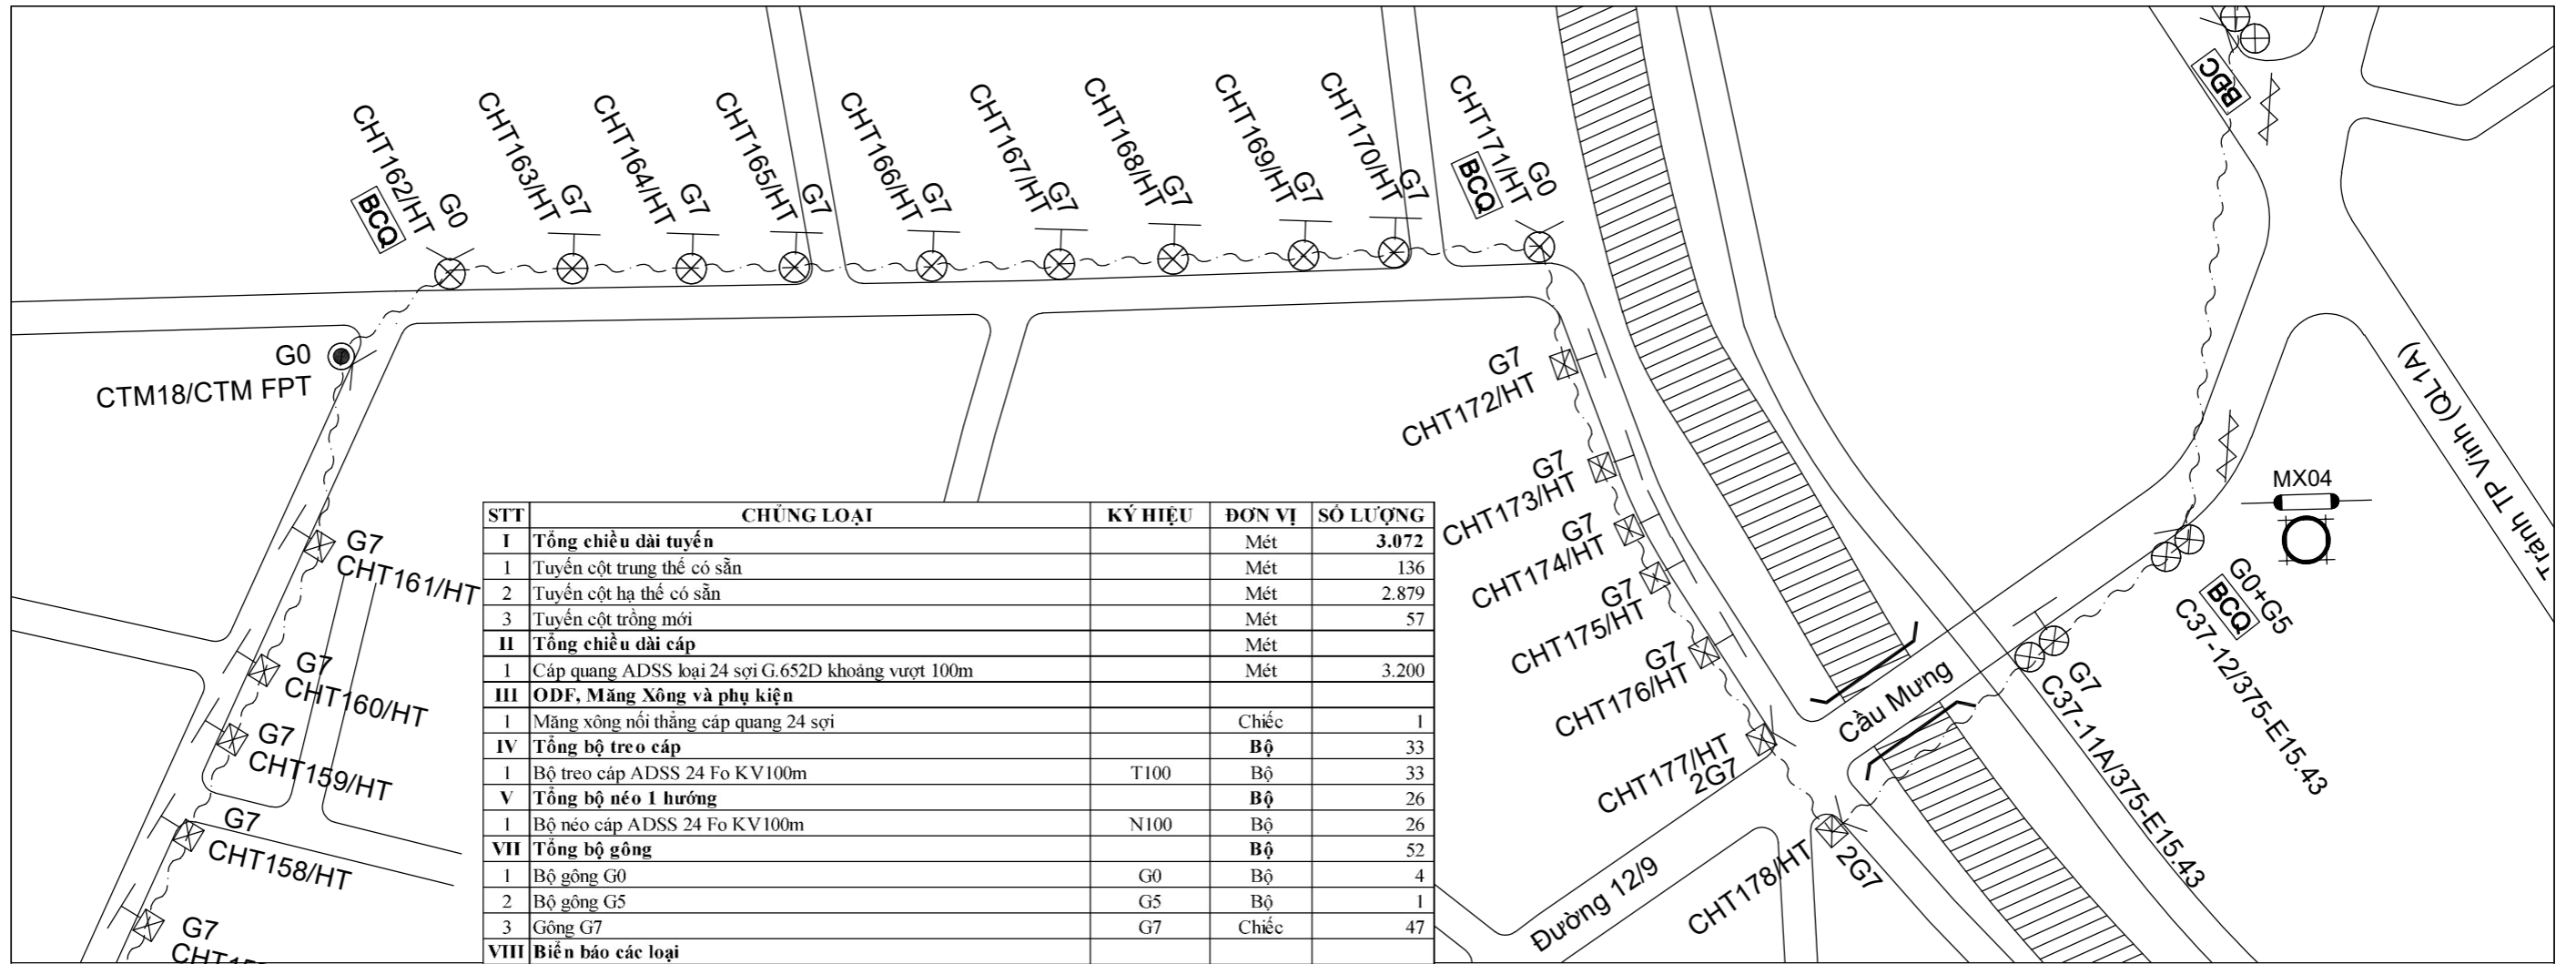 CHT162/HT
G0
BCQ
CHT163/HT
G7
CHT164/HT
G7
CHT165/HT
G7
CHT166/HT
G7
CHT167/HT
G7
CHT168/HT
G7
CHT169/HT
G7
CHT170/HT
G7
CHT171/HT
G0
BCQ
BĐC
G0
CTM18/CTM FPT
G7
CHT161/HT
G7
CHT160/HT
G7
CHT159/HT
G7
CHT158/HT
G7
STT CHỦNG LOẠI KÝ HIỆU ĐƠN VỊ SỐ LƯỢNG
I Tổng chiều dài tuyến Mét 3.072
1 Tuyến cột trung thế có sẵn Mét 136
2 Tuyến cột hạ thế có sẵn Mét 2.879
3 Tuyến cột trồng mới Mét 57
II Tổng chiều dài cáp Mét
1 Cáp quang ADSS loại 24 sợi G.652D khoảng vượt 100m Mét 3.200
III ODF, Măng Xông và phụ kiện
1 Măng xông nối thẳng cáp quang 24 sợi Chiếc 1
IV Tổng bộ treo cáp Bộ 33
1 Bộ treo cáp ADSS 24 Fo KV100m T100 Bộ 33
V Tổng bộ néo 1 hướng Bộ 26
1 Bộ néo cáp ADSS 24 Fo KV100m N100 Bộ 26
VII Tổng bộ gông Bộ 52
1 Bộ gông G0 G0 Bộ 4
2 Bộ gông G5 G5 Bộ 1
3 Gông G7 G7 Chiếc 47
VIII Biển báo các loại
G7
CHT172/HT
G7
CHT173/HT
G7
CHT174/HT
G7
CHT175/HT
G7
CHT176/HT
CHT177/HT
2G7
CHT178/HT
2G7
Đường 12/9
Cầu Mưng
G7
C37-11A/375-E15.43
G0+G5
BCQ
C37-12/375-E15.43
MX04
Tránh TP Vinh (QL1A)